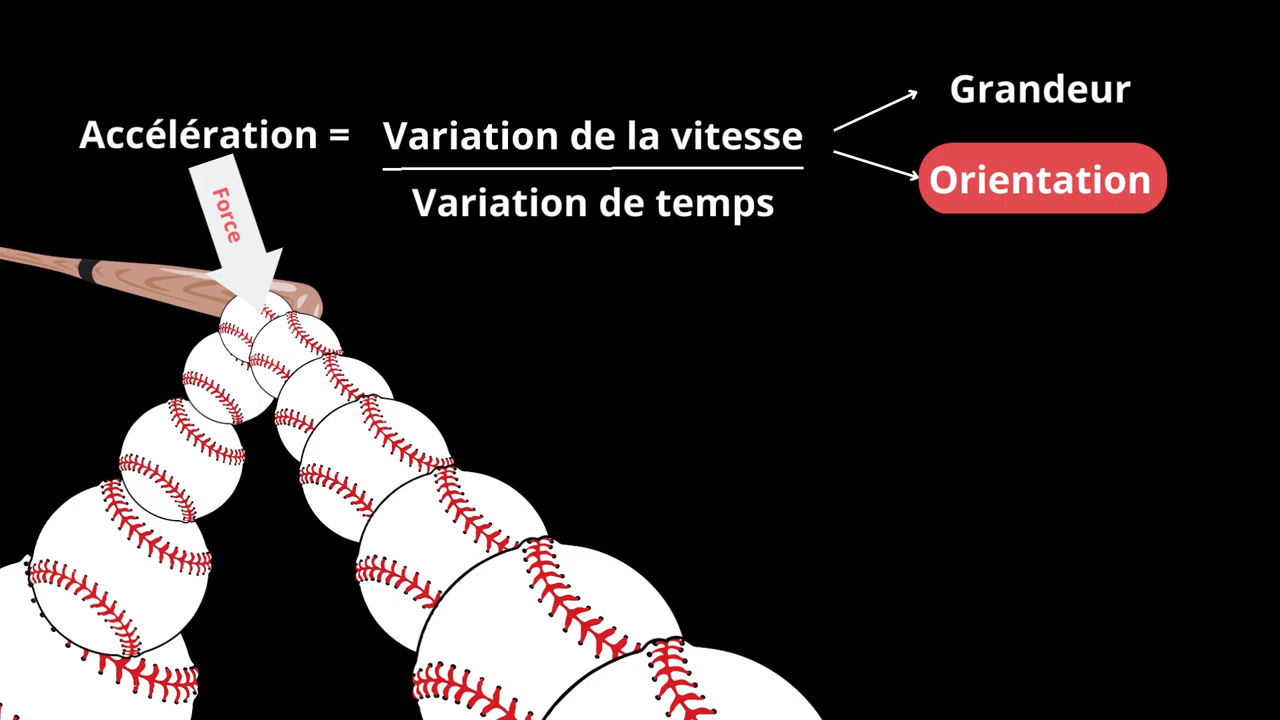 Grandeur
Accélération = Variation de la vitesse
Variation de temps
Orientation
Force